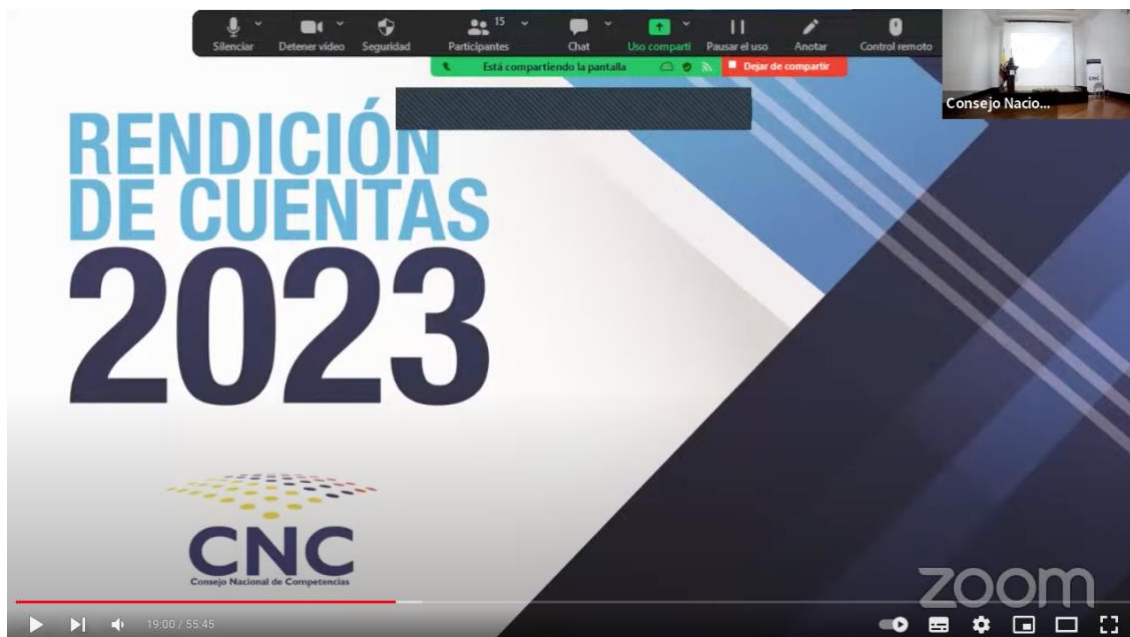 15
Silenciar Detener video Seguridad Participantes Chat Uso comparti Pausar el uso Anotar Control remoto
Está compartiendo la pantalla Dejar de compartir
Consejo Nacio...
CNC
RENDICIÓN
DE CUENTAS
2023
CNC
Consejo Nacional de Competencias
zoom
19:00 / 55:45